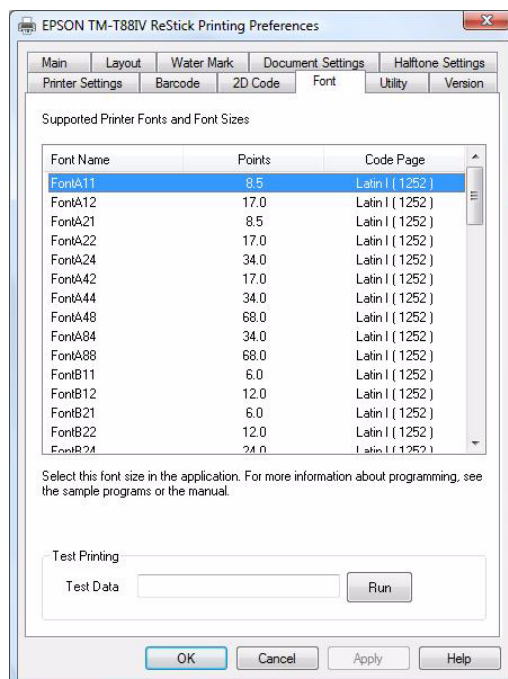 EPSON TM-T88IV ReStick Printing Preferences
Main Layout Water Mark Document Settings Halftone Settings
Printer Settings Barcode 2D Code Font Utility Version
Supported Printer Fonts and Font Sizes
Font Name Points Code Page
FontA11 8.5 Latin I ( 1252 )
FontA12 17.0 Latin I ( 1252 )
FontA21 8.5 Latin I ( 1252 )
FontA22 17.0 Latin I ( 1252 )
FontA24 34.0 Latin I ( 1252 )
FontA42 17.0 Latin I ( 1252 )
FontA44 34.0 Latin I ( 1252 )
FontA48 68.0 Latin I ( 1252 )
FontA84 34.0 Latin I ( 1252 )
FontA88 68.0 Latin I ( 1252 )
FontB11 6.0 Latin I ( 1252 )
FontB12 12.0 Latin I ( 1252 )
FontB21 6.0 Latin I ( 1252 )
FontB22 12.0 Latin I ( 1252 )
FontB24 24.0 Latin I ( 1252 )
Select this font size in the application. For more information about programming, see
the sample programs or the manual.
Test Printing
Test Data Run
OK Cancel Apply Help